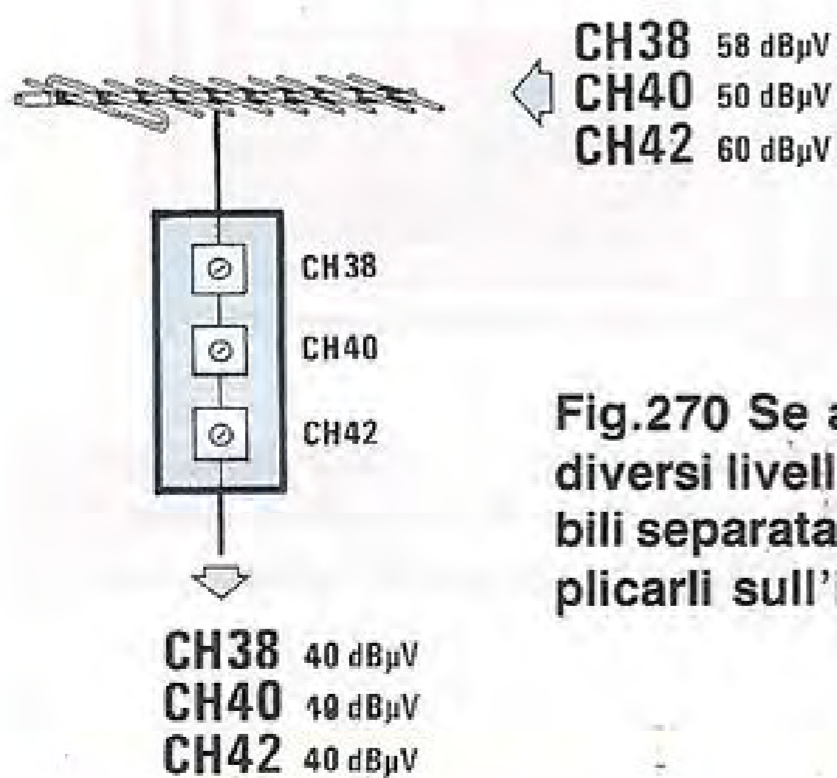 CH38 58 dBµV
CH40 50 dBµV
CH42 60 dBµV
CH38
CH40
CH42
Fig.270 Se a
diversi livell
bili separata
plicarli sull'i
CH38 40 dBµV
CH40 40 dBµV
CH42 40 dBµV